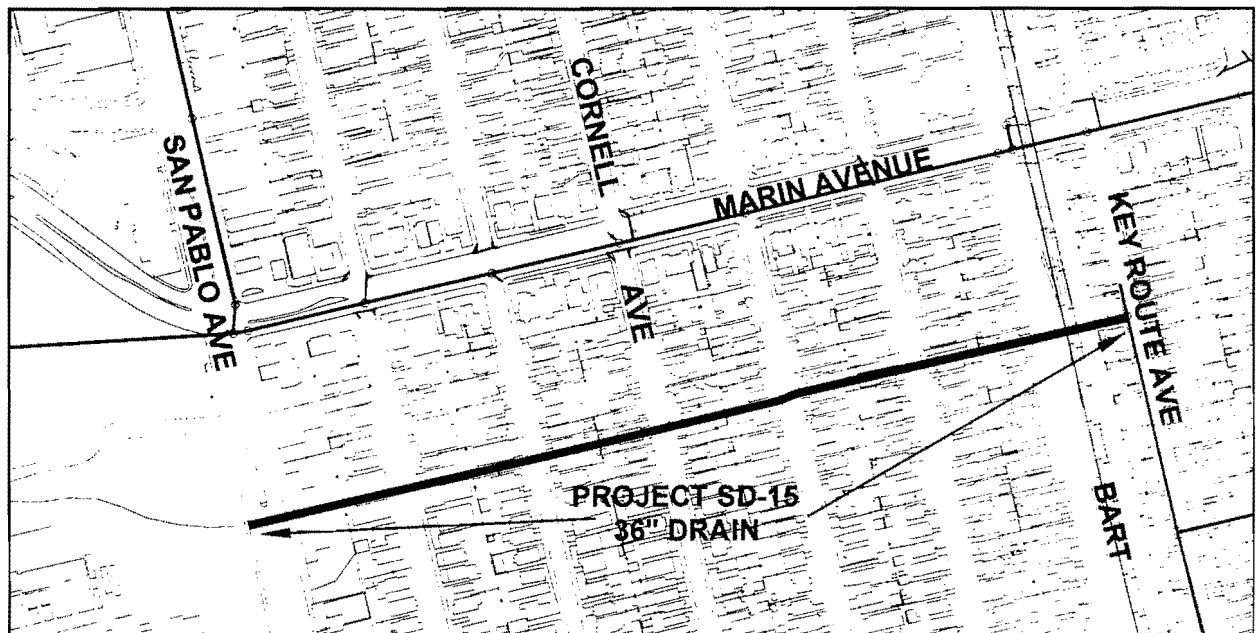 SAN PABLO AVE
CORNELL AVE
MARIN AVENUE
KEY ROUTE AVE
PROJECT SD-15
36" DRAIN
BART